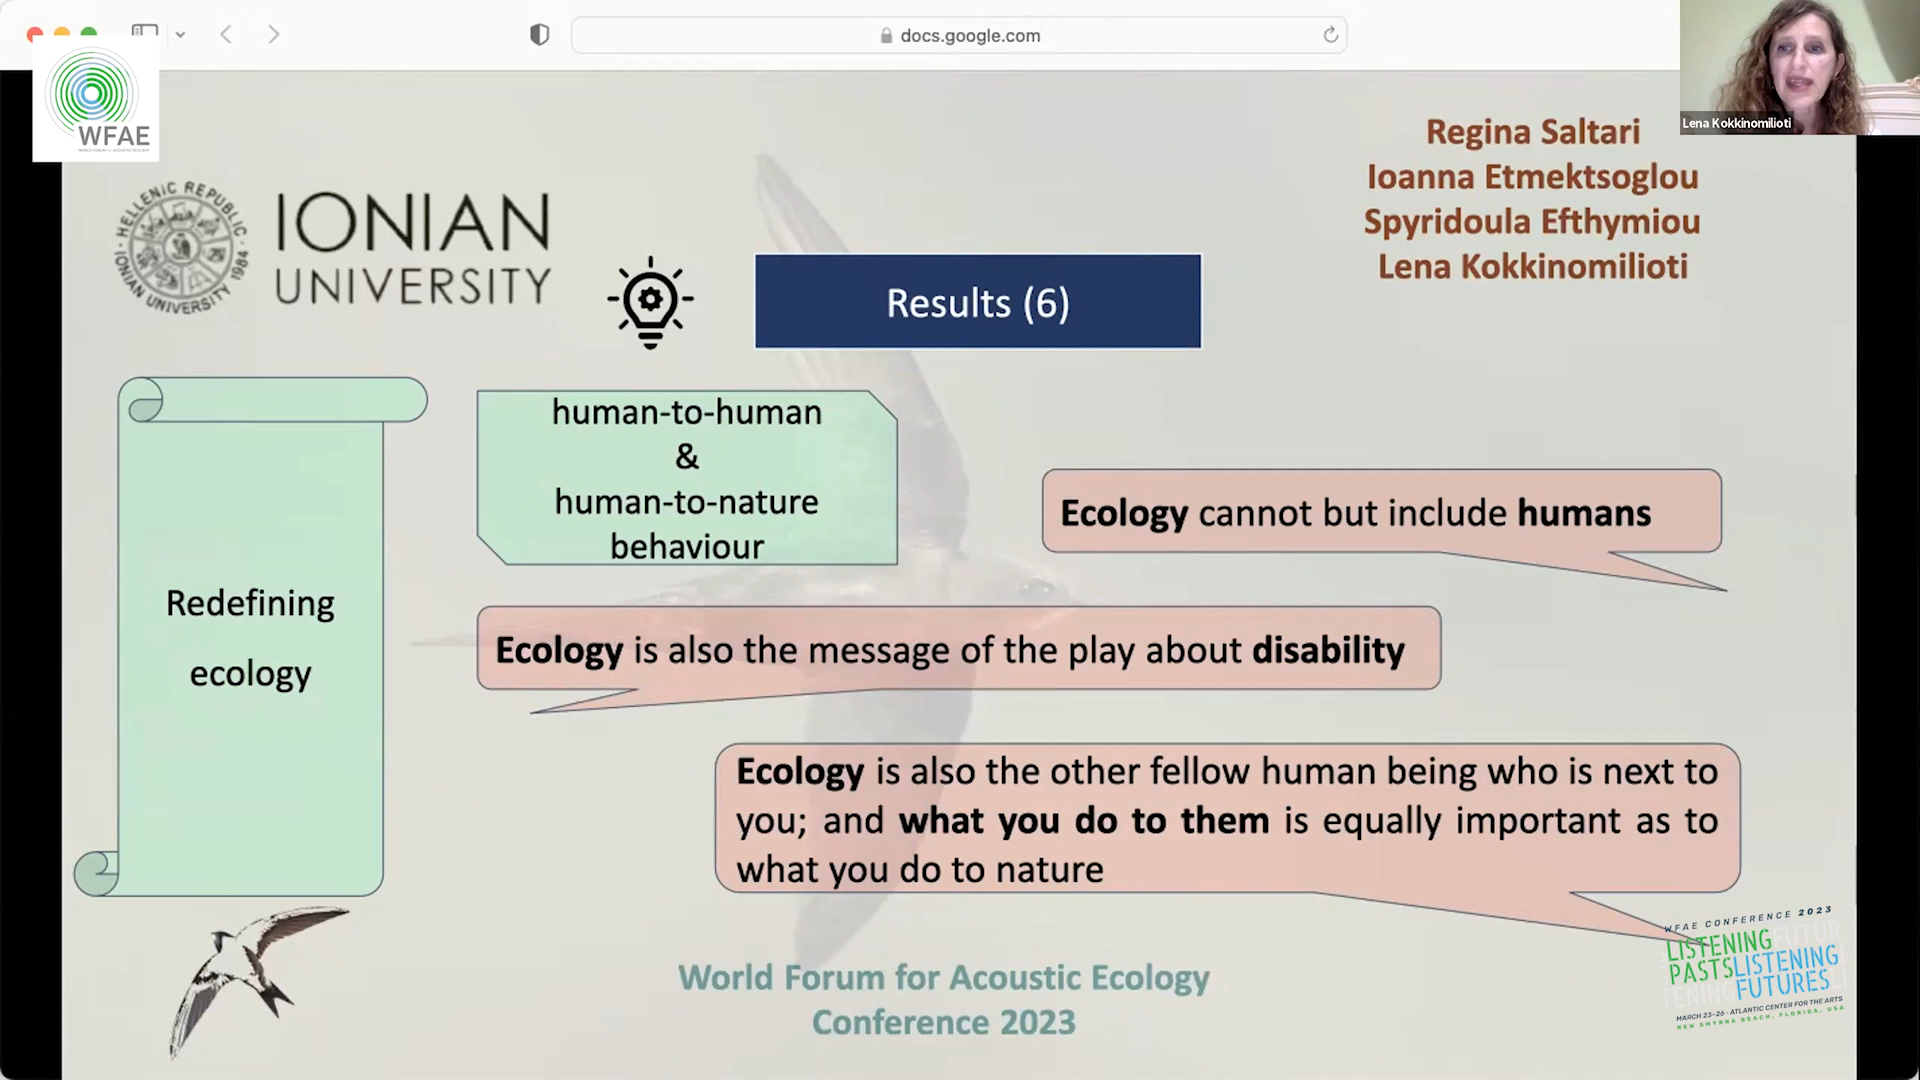 docs.google.com
WFAE
WORLD FORUM for ACOUSTIC ECOLOGY
Lena Kokkinomilioti
Regina Saltari
Ioanna Etmektsoglou
Spyridoula Efthymiou
Lena Kokkinomilioti
HELLENIC REPUBLIC
IONIAN UNIVERSITY 1984
IONIAN
UNIVERSITY
Results (6)
human-to-human
&
human-to-nature
behaviour
Redefining
ecology
Ecology cannot but include humans
Ecology is also the message of the play about disability
Ecology is also the other fellow human being who is next to
you; and what you do to them is equally important as to
what you do to nature
World Forum for Acoustic Ecology
Conference 2023
WFAE CONFERENCE 2023
LISTENING
PASTS LISTENING
FUTURES
MARCH 23-26 · ATLANTIC CENTER FOR THE ARTS
NEW SMYRNA BEACH, FLORIDA, USA